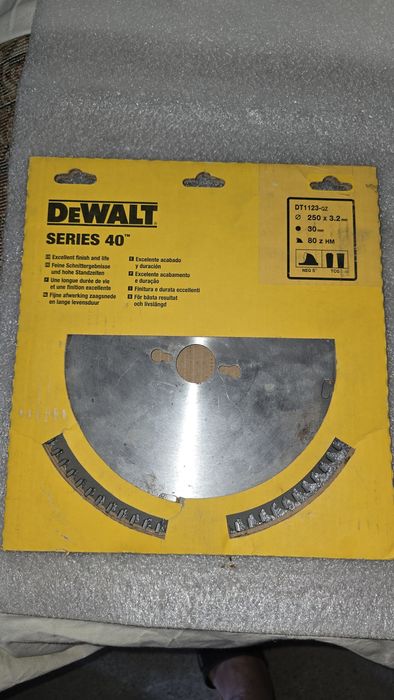 DEWALT
SERIES 40™
Excellent finish and life
Feine Schnittergebnisse
und hohe Standzeiten
Une longue durée de vie
et une finition excellente
Fijne afwerking zaagsnede
en lange levensduur
Excelente acabado
y duración
Excelente acabamento
e duração
Finitura e durata eccellenti
För bästa resultat
och livslängd
DT1123-QZ
Ø 250 x 3.2 mm
30 mm
80 z HM
NEG 5°
TCG